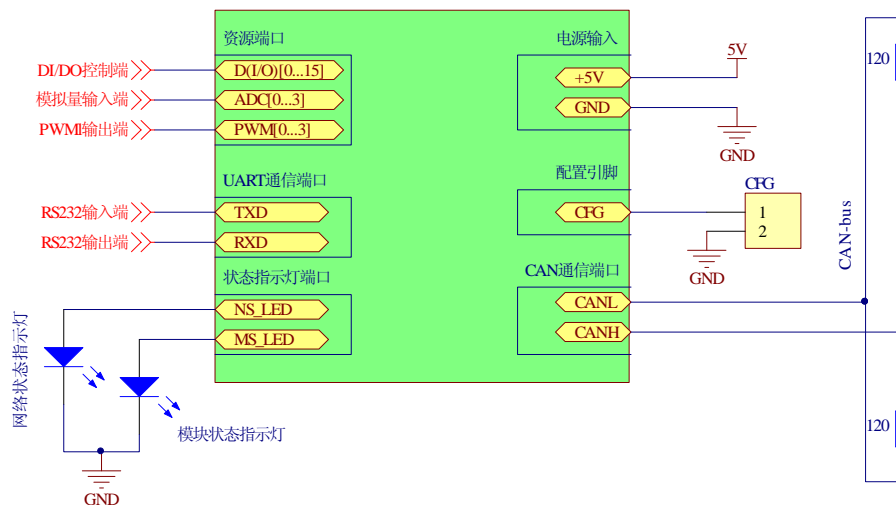 资源端口
电源输入
5V
120
DI/DO控制端
D(I/O)[0...15]
+5V
模拟量输入端
ADC[0...3]
GND
PWM输出端
PWM[0...3]
GND
UART通信端口
配置引脚
CFG
RS232输入端
TXD
CFG
1
RS232输出端
RXD
2
GND
CAN-bus
状态指示灯端口
CAN通信端口
NS_LED
CANL
MS_LED
CANH
网络状态指示灯
模块状态指示灯
120
GND